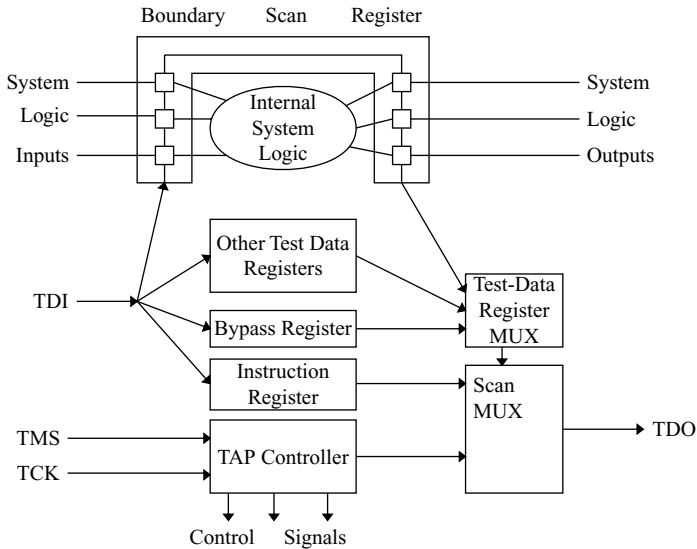 Boundary Scan Register
System
Logic
Inputs
Internal
System
Logic
System
Logic
Outputs
TDI
Other Test Data
Registers
Bypass Register
Instruction
Register
TMS
TCK
TAP Controller
Control Signals
Test-Data
Register
MUX
Scan
MUX
TDO